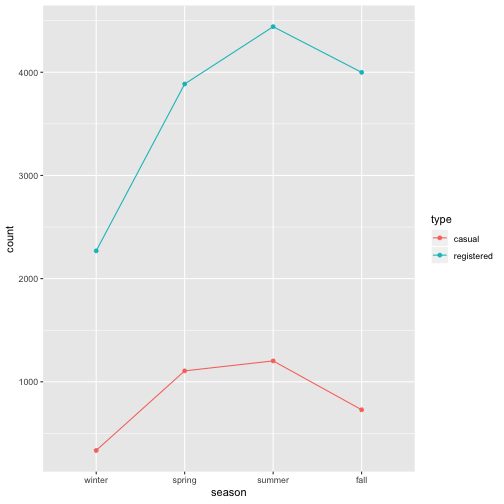 4000
3000
2000
1000
count
winter spring summer fall
season
type
casual
registered